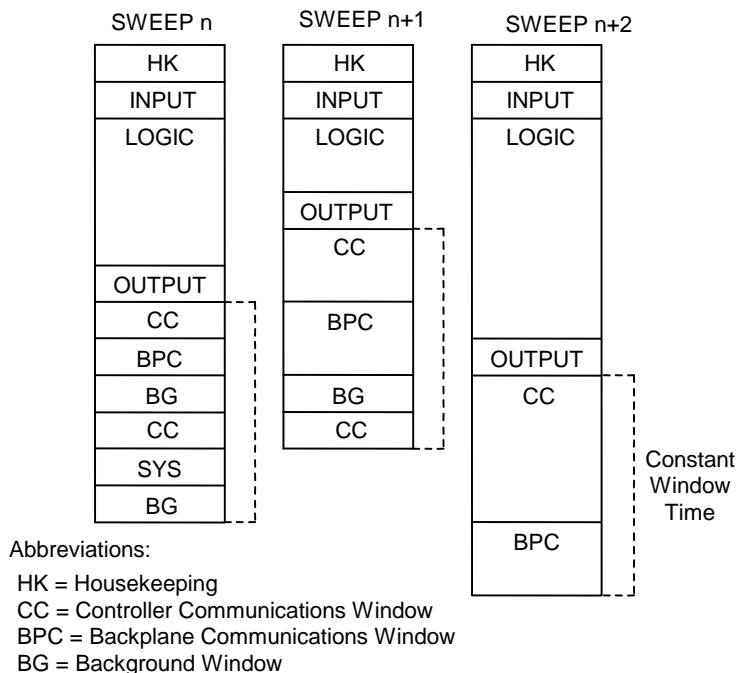 SWEEP n
HK
INPUT
LOGIC
OUTPUT
CC
BPC
BG
CC
SYS
BG
SWEEP n+1
HK
INPUT
LOGIC
OUTPUT
CC
BPC
BG
CC
SWEEP n+2
HK
INPUT
LOGIC
OUTPUT
CC
BPC
Constant
Window
Time
Abbreviations:
HK = Housekeeping
CC = Controller Communications Window
BPC = Backplane Communications Window
BG = Background Window